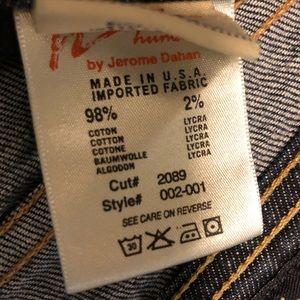 human
by Jerome Dahan
MADE IN U.S.A.
IMPORTED FABRIC
98% 2%
COTON LYCRA
COTTON LYCRA
COTONE LYCRA
BAUMWOLLE LYCRA
ALGODON LYCRA
Cut# 2089
Style# 002-001
SEE CARE ON REVERSE
30